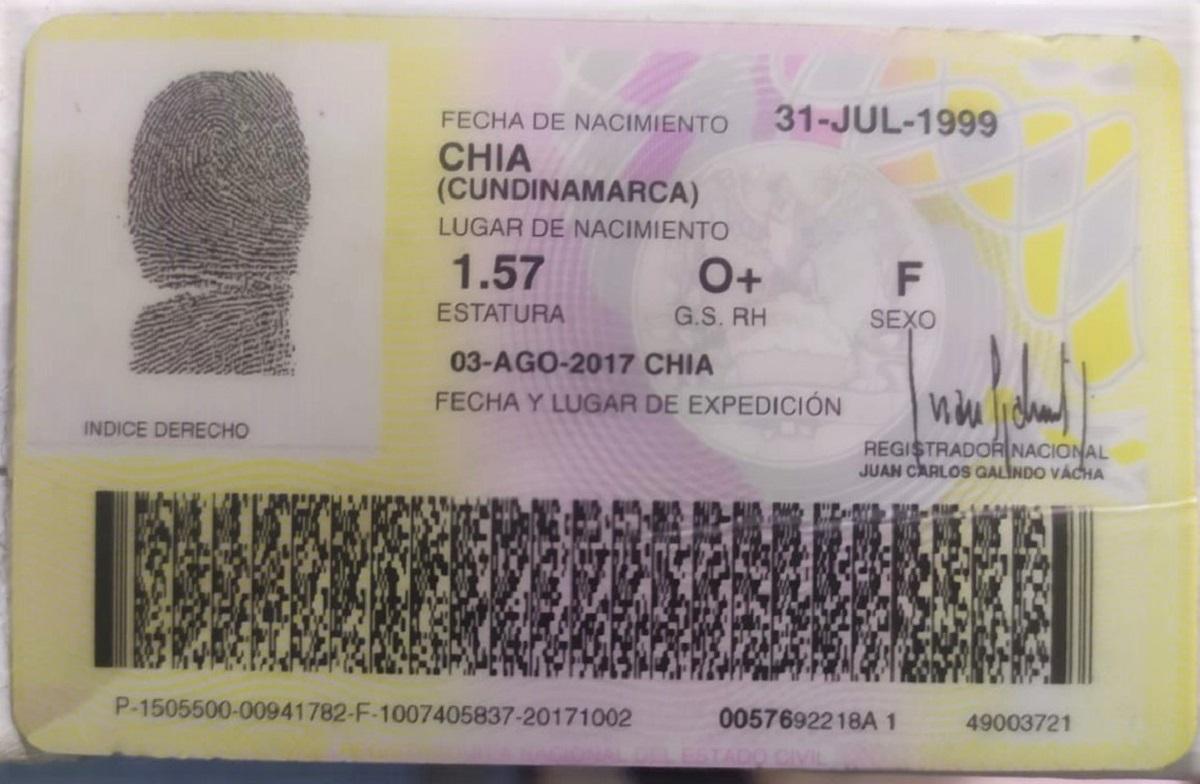 FECHA DE NACIMIENTO 31-JUL-1999
CHIA
(CUNDINAMARCA)
LUGAR DE NACIMIENTO
1.57 O+ F
ESTATURA G.S. RH SEXO
03-AGO-2017 CHIA
FECHA Y LUGAR DE EXPEDICIÓN
INDICE DERECHO
REGISTRADOR NACIONAL
JUAN CARLOS GALINDO VÁCHA
P-1505500-00941782-F-1007405837-20171002 0057692218A 1 49003721
NACIONAL DEL ESTADO CIVIL